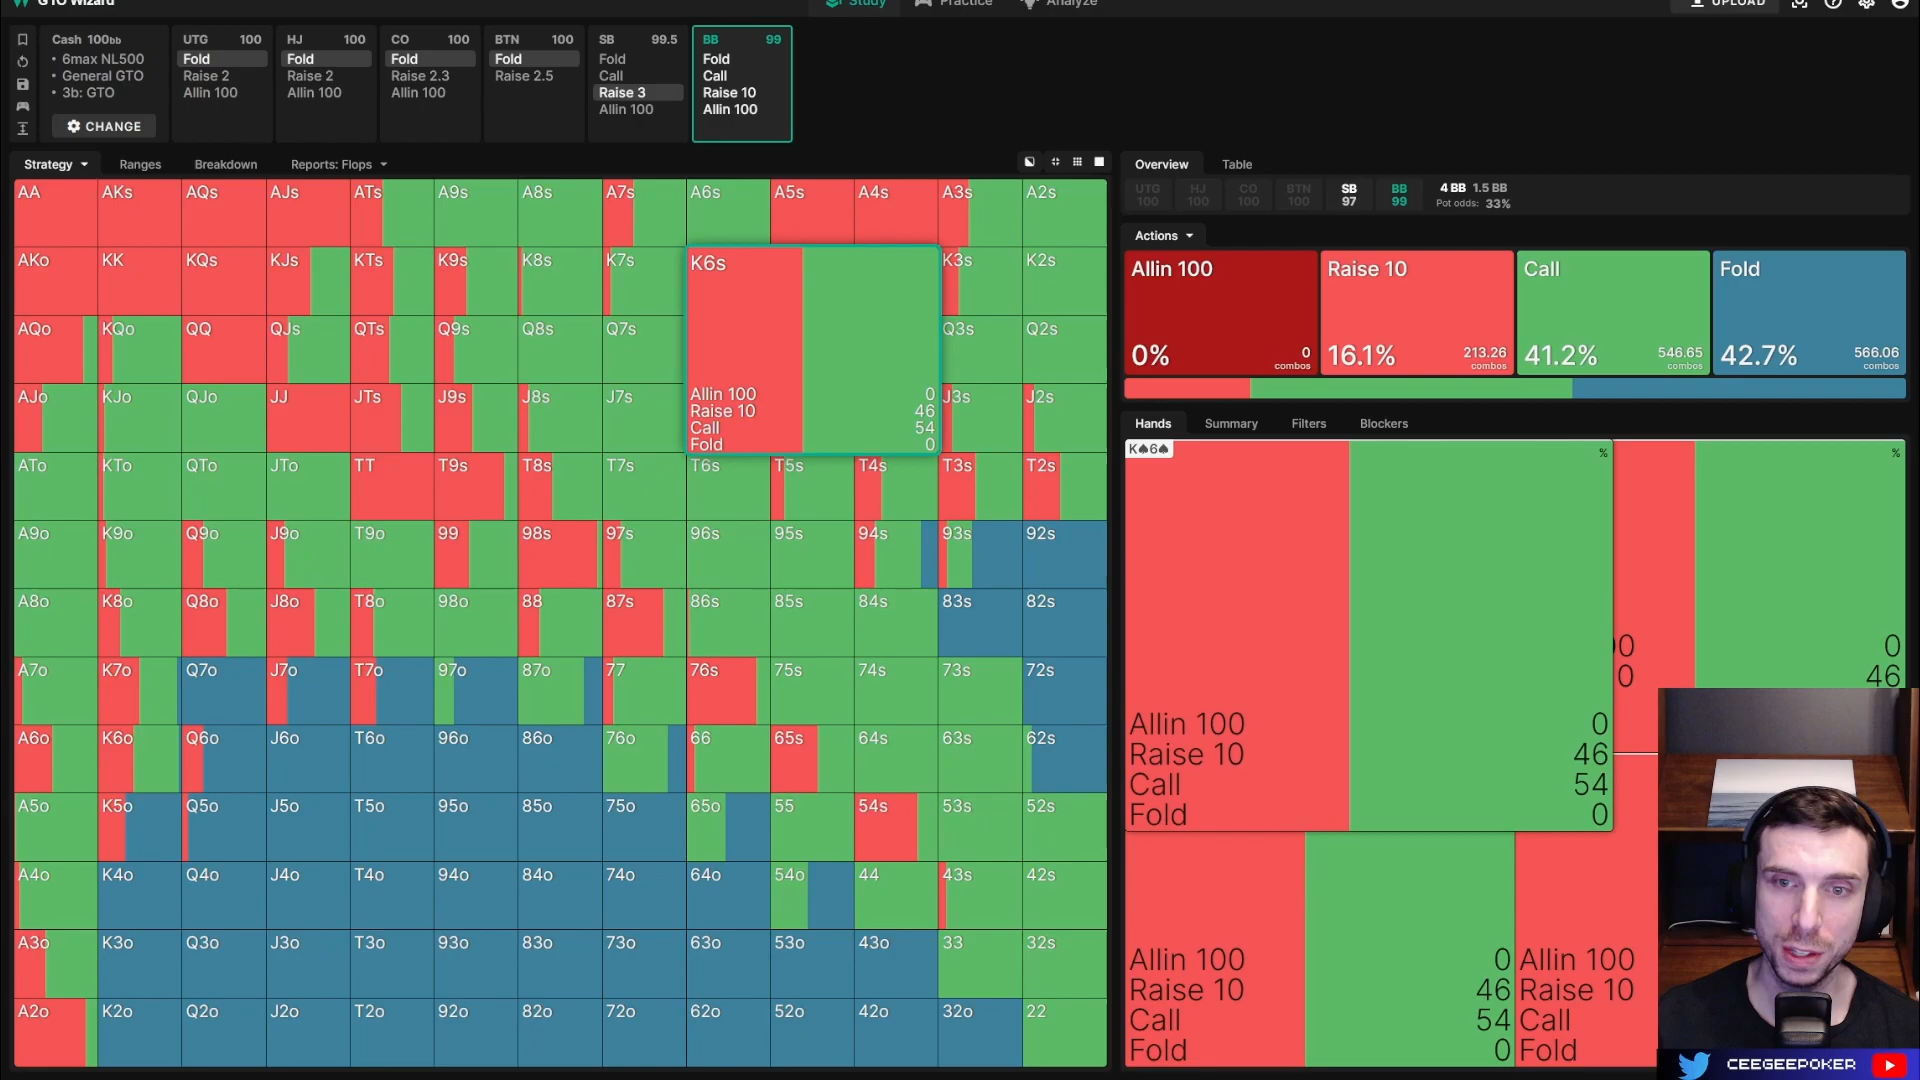 GTO Wizard
Study
Practice
Analyze
UPLOAD
Cash 100bb
• 6max NL500
• General GTO
• 3b: GTO
CHANGE
UTG 100
Fold
Raise 2
Allin 100
HJ 100
Fold
Raise 2
Allin 100
CO 100
Fold
Raise 2.3
Allin 100
BTN 100
Fold
Raise 2.5
SB 99.5
Fold
Call
Raise 3
Allin 100
BB 99
Fold
Call
Raise 10
Allin 100
Strategy Ranges Breakdown Reports: Flops
AA AKs AQs AJs ATs A9s A8s A7s A6s A5s A4s A3s A2s
AKo KK KQs KJs KTs K9s K8s K7s K6s K3s K2s
AQo KQo QQ QJs QTs Q9s Q8s Q7s Q3s Q2s
AJo KJo QJo JJ JTs J9s J8s J7s J3s J2s
Allin 100 0
Raise 10 46
Call 54
Fold 0
ATo KTo QTo JTo TT T9s T8s T7s T6s T5s T4s T3s T2s
A9o K9o Q9o J9o T9o 99 98s 97s 96s 95s 94s 93s 92s
A8o K8o Q8o J8o T8o 98o 88 87s 86s 85s 84s 83s 82s
A7o K7o Q7o J7o T7o 97o 87o 77 76s 75s 74s 73s 72s
A6o K6o Q6o J6o T6o 96o 86o 76o 66 65s 64s 63s 62s
A5o K5o Q5o J5o T5o 95o 85o 75o 65o 55 54s 53s 52s
A4o K4o Q4o J4o T4o 94o 84o 74o 64o 54o 44 43s 42s
A3o K3o Q3o J3o T3o 93o 83o 73o 63o 53o 43o 33 32s
A2o K2o Q2o J2o T2o 92o 82o 72o 62o 52o 42o 32o 22
Overview Table
UTG HJ CO BTN SB BB 4 BB 1.5 BB
100 100 100 100 97 99 Pot odds: 33%
Actions
Allin 100
0%
0 combos
Raise 10
16.1%
213.26 combos
Call
41.2%
546.65 combos
Fold
42.7%
566.06 combos
Hands Summary Filters Blockers
K♠6♠ % %
Allin 100 0
Raise 10 46
Call 54
Fold 0
0
46
Allin 100 0
Raise 10 46
Call 54
Fold 0
Allin 100
Raise 10
Call
Fold
CEEGEEPOKER